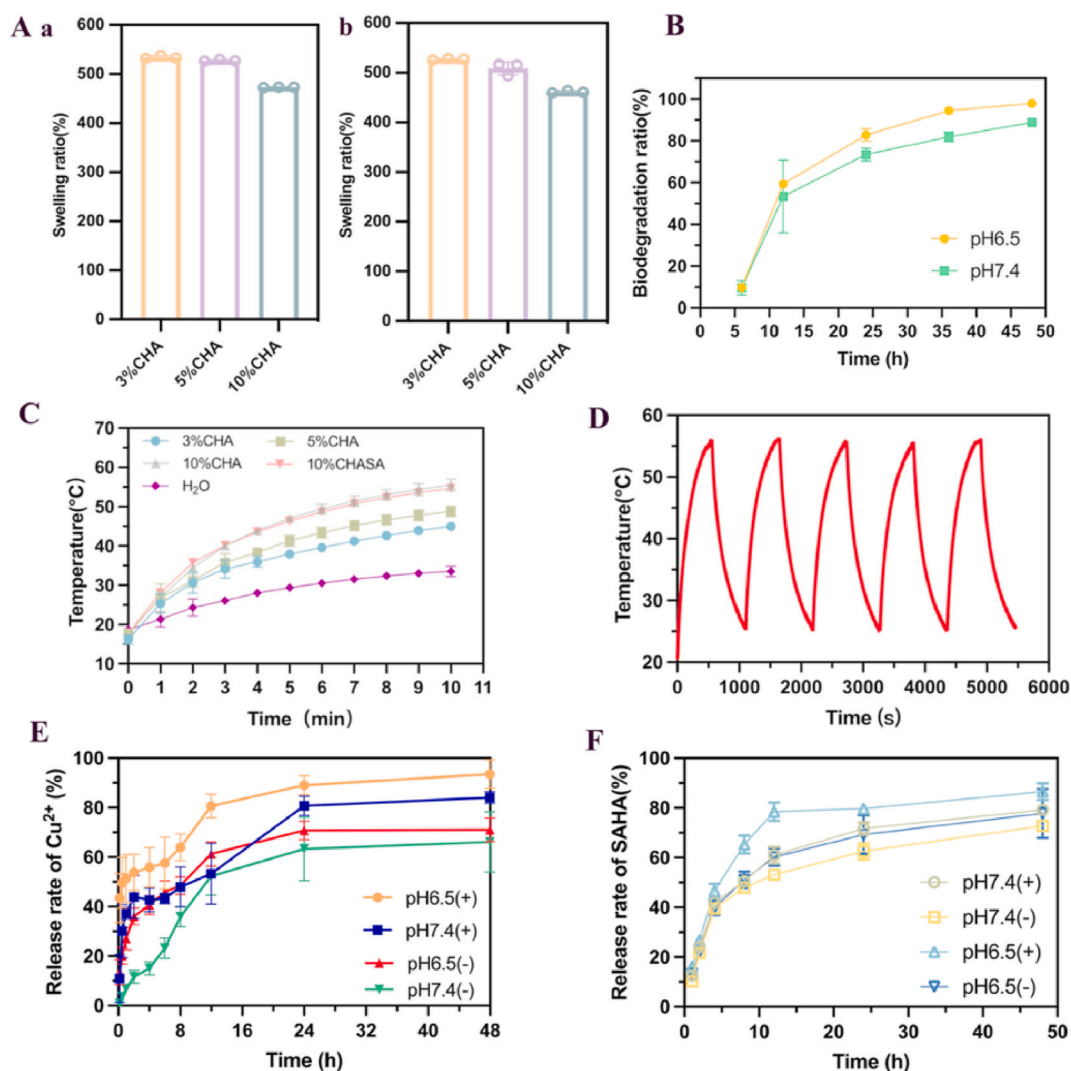 A a
Swelling ratio(%)
600
500
400
300
200
100
0
3%CHA
5%CHA
10%CHA
b
Swelling ratio(%)
600
500
400
300
200
100
0
3%CHA
5%CHA
10%CHA
B
Biodegradation ratio(%)
100
80
60
40
20
0
0 5 10 15 20 25 30 35 40 45 50
Time (h)
pH6.5
pH7.4
C
Temperature(°C)
70
60
50
40
30
20
10
0 1 2 3 4 5 6 7 8 9 10 11
Time (min)
3%CHA 5%CHA
10%CHA 10%CHASA
H₂O
D
Temperature(°C)
60
50
40
30
20
0 1000 2000 3000 4000 5000 6000
Time (s)
E
Release rate of Cu²⁺ (%)
100
80
60
40
20
0
0 8 16 24 32 40 48
Time (h)
pH6.5(+)
pH7.4(+)
pH6.5(-)
pH7.4(-)
F
Release rate of SAHA(%)
100
80
60
40
20
0
0 10 20 30 40 50
Time (h)
pH7.4(+)
pH7.4(-)
pH6.5(+)
pH6.5(-)